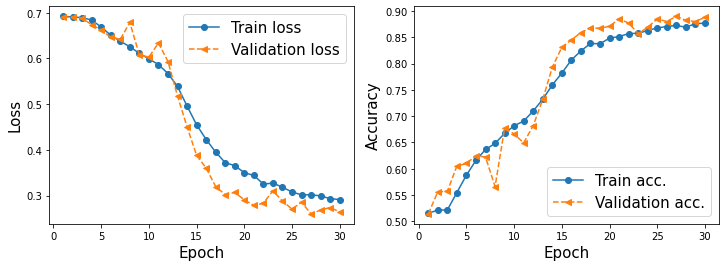 0.7
0.6
0.5
0.4
0.3
Loss
0 5 10 15 20 25 30
Epoch
Train loss
Validation loss
0.90
0.85
0.80
0.75
0.70
0.65
0.60
0.55
0.50
Accuracy
0 5 10 15 20 25 30
Epoch
Train acc.
Validation acc.